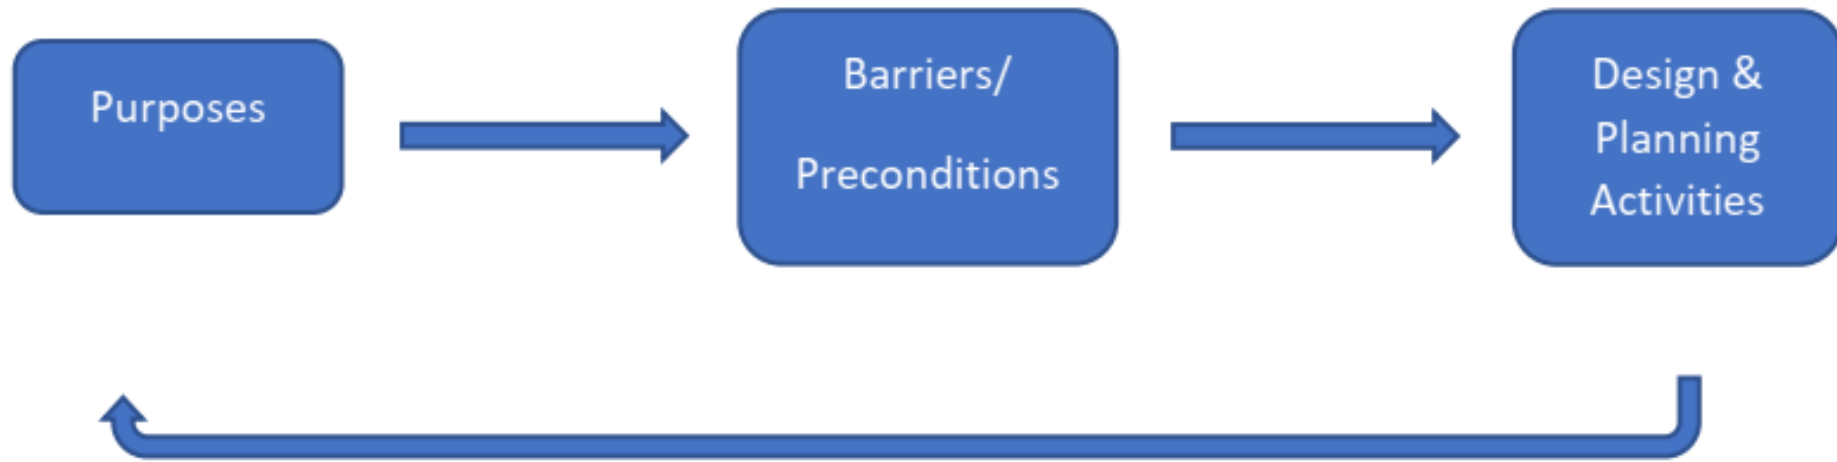 Purposes
Barriers/
Preconditions
Design &
Planning
Activities